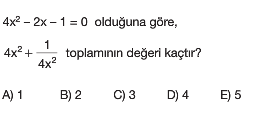 4x² – 2x – 1 = 0 olduğuna göre,
4x² + 1/4x² toplamının değeri kaçtır?
A) 1 B) 2 C) 3 D) 4 E) 5